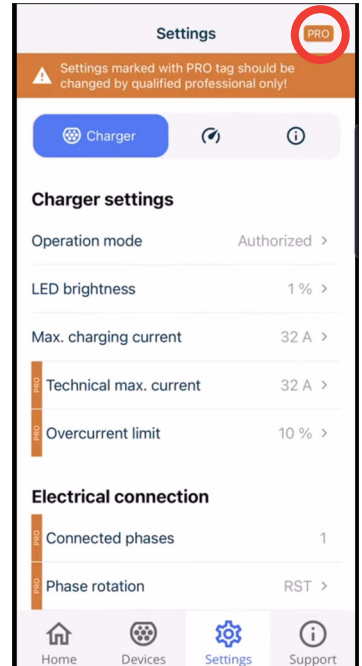 Settings PRO
Settings marked with PRO tag should be
changed by qualified professional only!
Charger
Charger settings
Operation mode Authorized >
LED brightness 1 % >
Max. charging current 32 A >
PRO Technical max. current 32 A >
PRO Overcurrent limit 10 % >
Electrical connection
PRO Connected phases 1
PRO Phase rotation RST >
Home Devices Settings Support